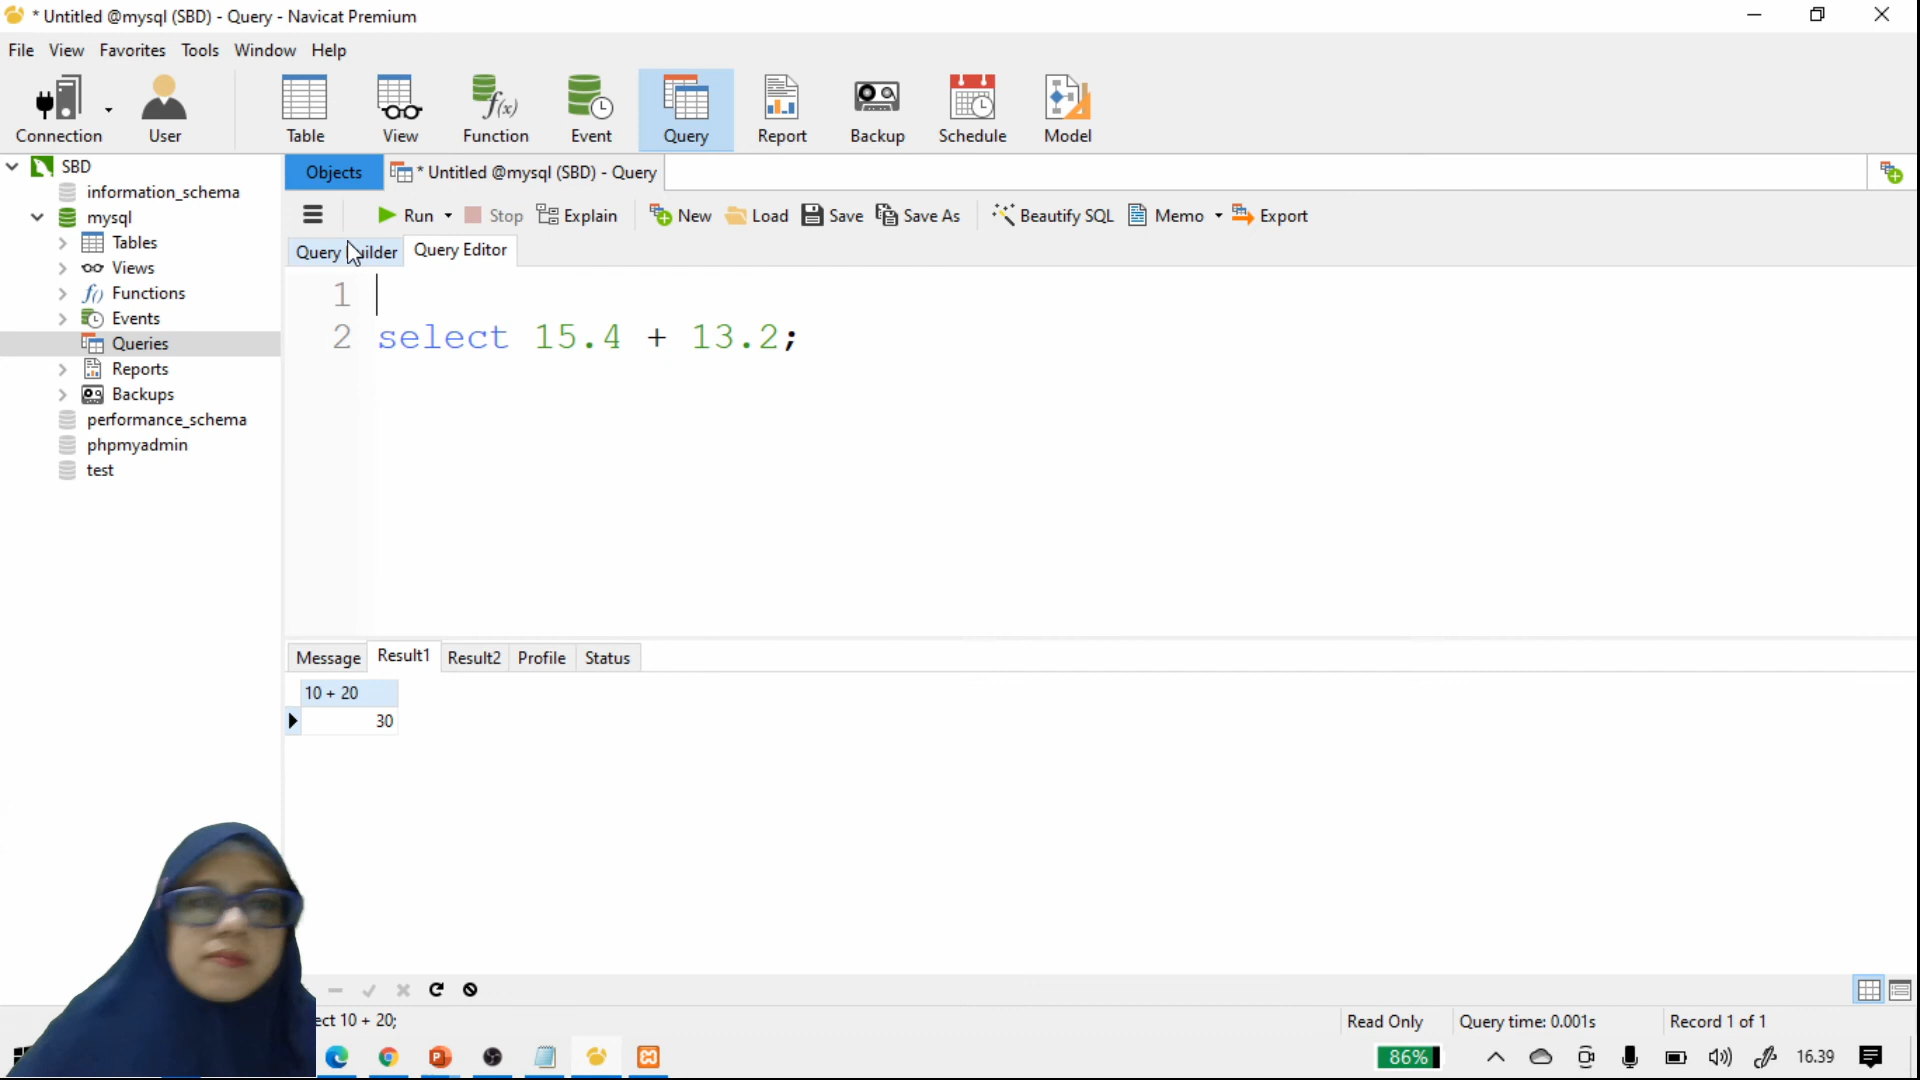 * Untitled @mysql (SBD) - Query - Navicat Premium
File View Favorites Tools Window Help
Connection User Table View Function Event Query Report Backup Schedule Model
SBD
information_schema
mysql
Tables
Views
Functions
Events
Queries
Reports
Backups
performance_schema
phpmyadmin
test
Objects * Untitled @mysql (SBD) - Query
Run Stop Explain New Load Save Save As Beautify SQL Memo Export
Query uilder Query Editor
1
2 select 15.4 + 13.2;
Message Result1 Result2 Profile Status
10 + 20
30
ect 10 + 20; Read Only Query time: 0.001s Record 1 of 1
86% 16.39